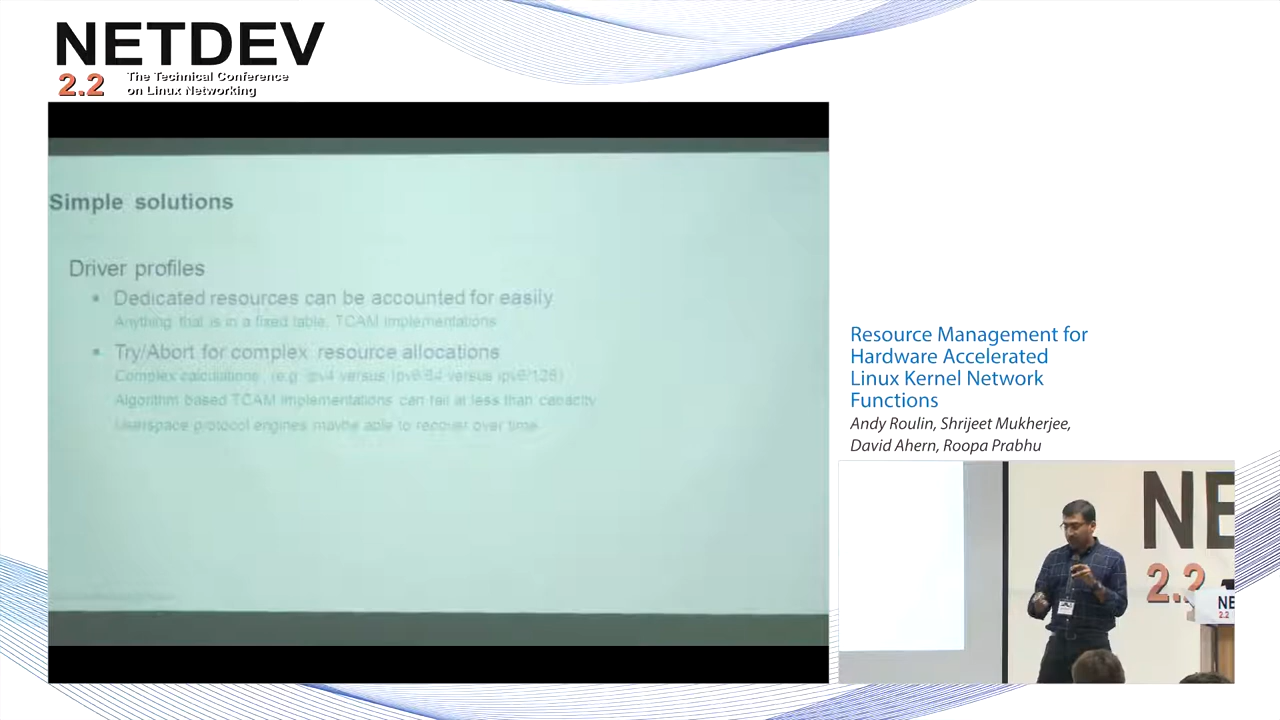 NETDEV
2.2
The Technical Conference
on Linux Networking
Simple solutions
Driver profiles
▪ Dedicated resources can be accounted for easily
Anything that is in a fixed table, TCAM implementations
▪ Try/Abort for complex resource allocations
Complex calculations (e.g. ipv4 versus ipv6/64 versus ipv6/128)
Algorithm based TCAM implementations can fail at less than capacity
Userspace protocol engines maybe able to recover over time
Resource Management for
Hardware Accelerated
Linux Kernel Network
Functions
Andy Roulin, Shrijeet Mukherjee,
David Ahern, Roopa Prabhu
NE
2.2
NE
2.2